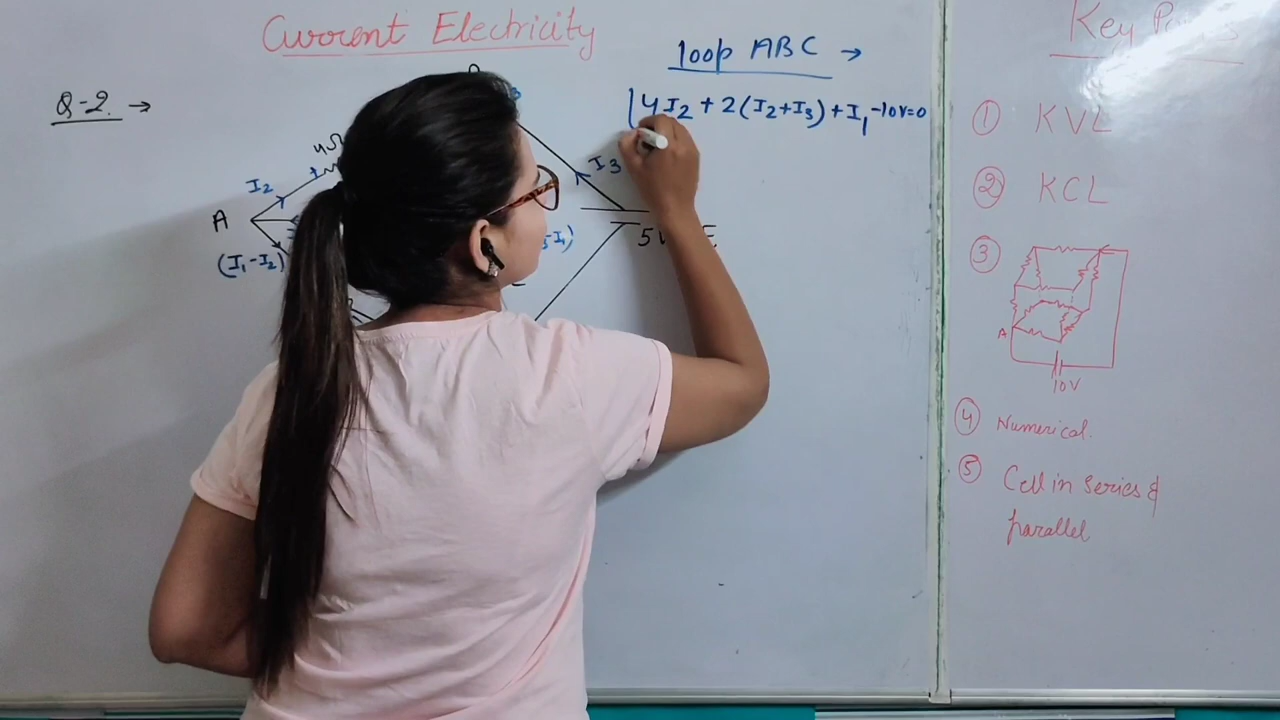 Current Electricity
Q-2. →
loop ABC →
4I₂ + 2(I₂+I₃) + I₁ -10V=0
4Ω
I₂
A
(I₁-I₂)
I₃
5V
E
Key
① KVL
② KCL
③
A
10V
④ Numerical.
⑤ Cell in series &
parallel